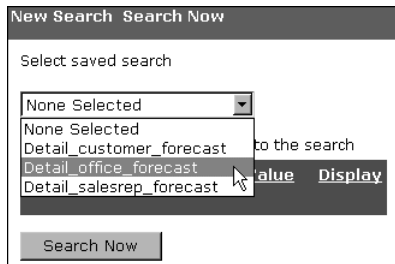 New Search Search Now
Select saved search
None Selected
None Selected
Detail_customer_forecast
to the search
Detail_office_forecast
alue Display
Detail_salesrep_forecast
Search Now